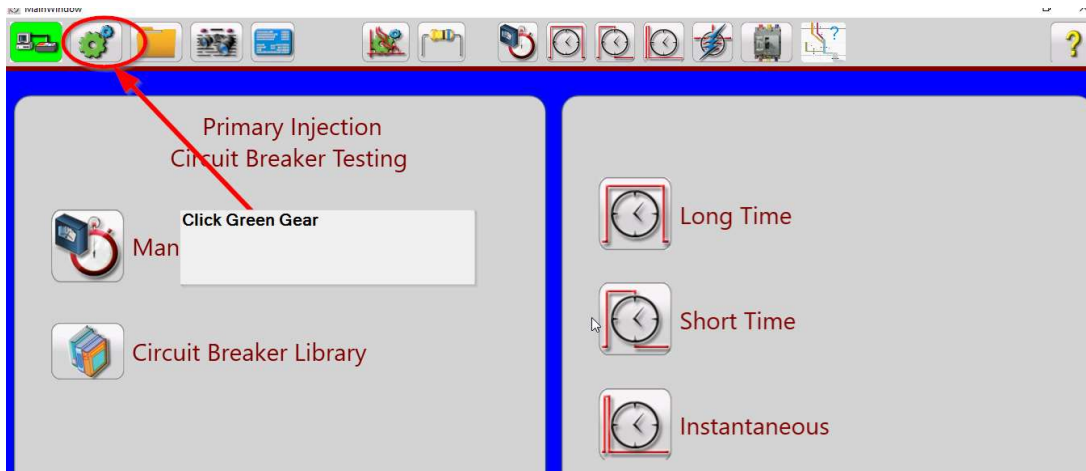 MainWindow
Primary Injection
Circuit Breaker Testing
Click Green Gear
Man
Circuit Breaker Library
Long Time
Short Time
Instantaneous
?
?